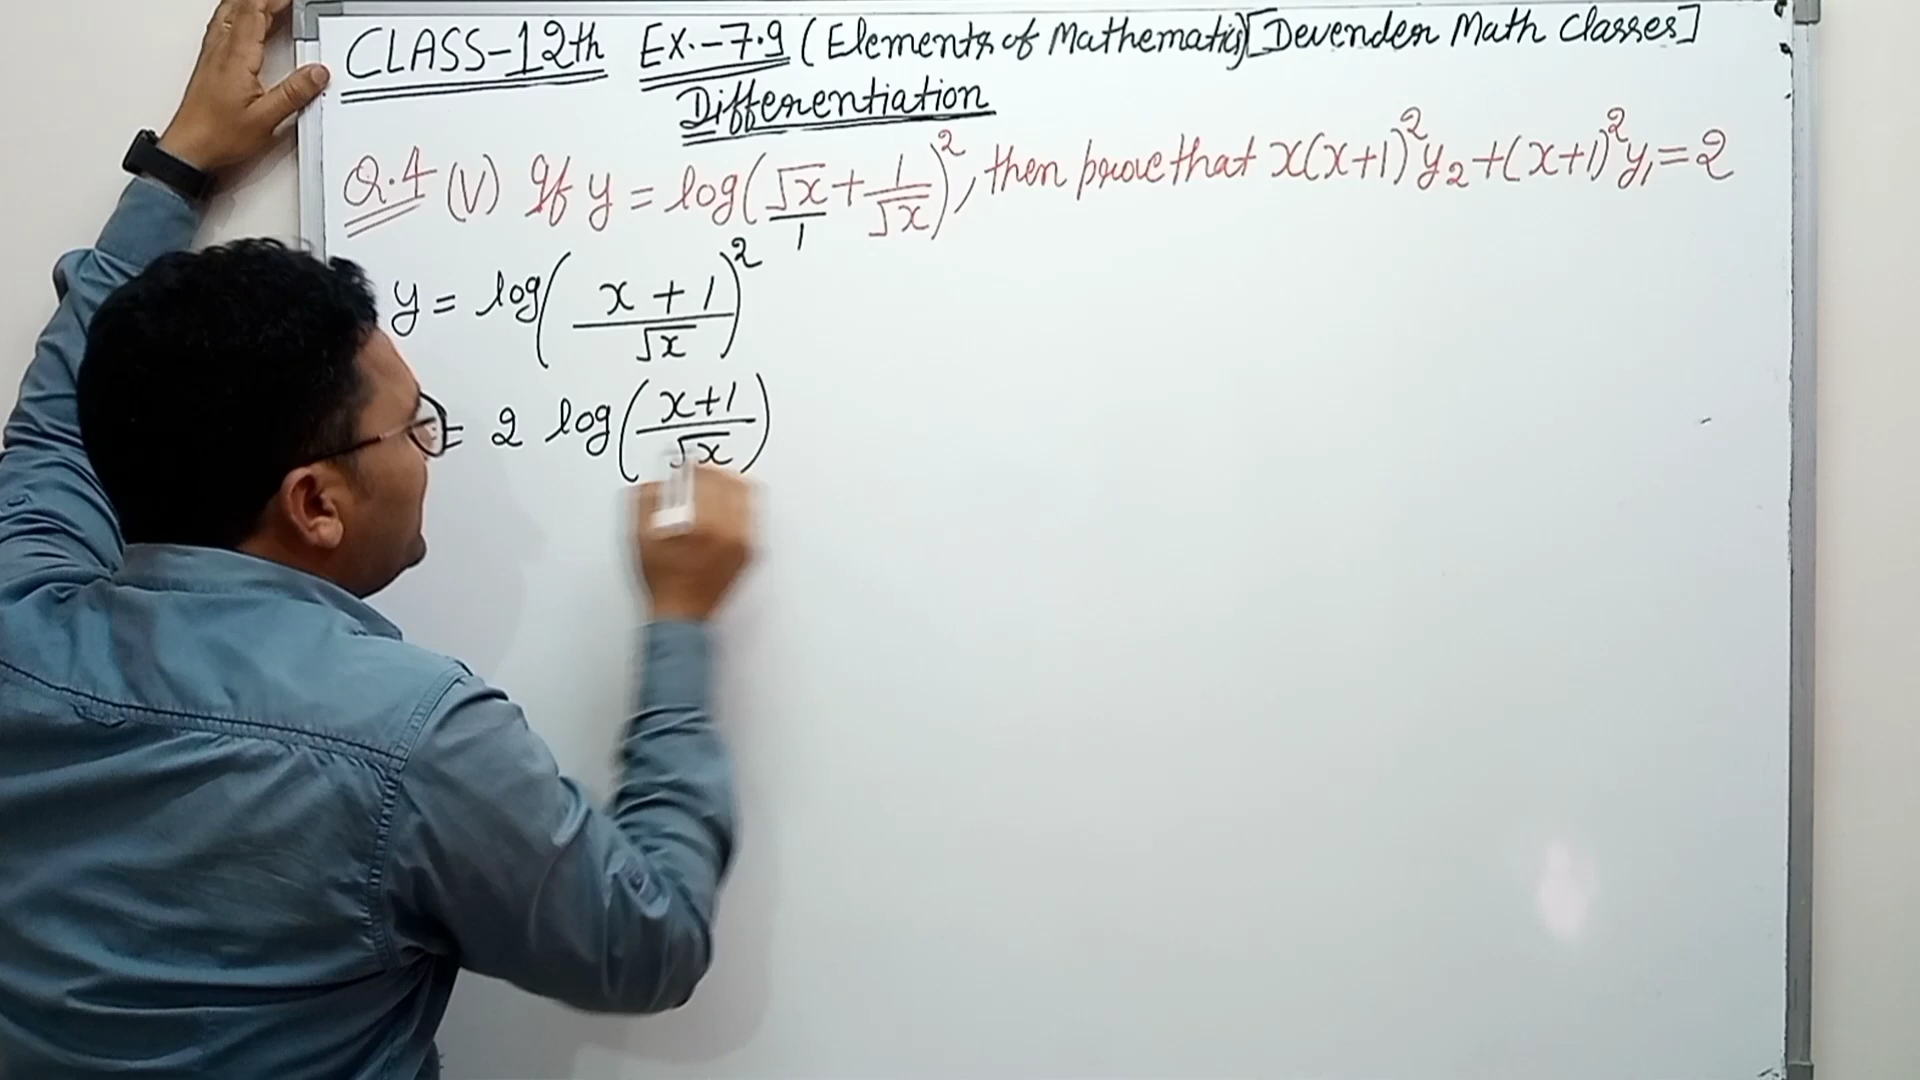 CLASS-12th EX.-7.9 (Elements of Mathematics) [Devender Math Classes]
Differentiation
Q.4 (V) If y = log(√x/1 + 1/√x)², then prove that x(x+1)²y₂+(x+1)²y₁=2
y = log((x+1)/√x)²
= 2 log((x+1)/√x)